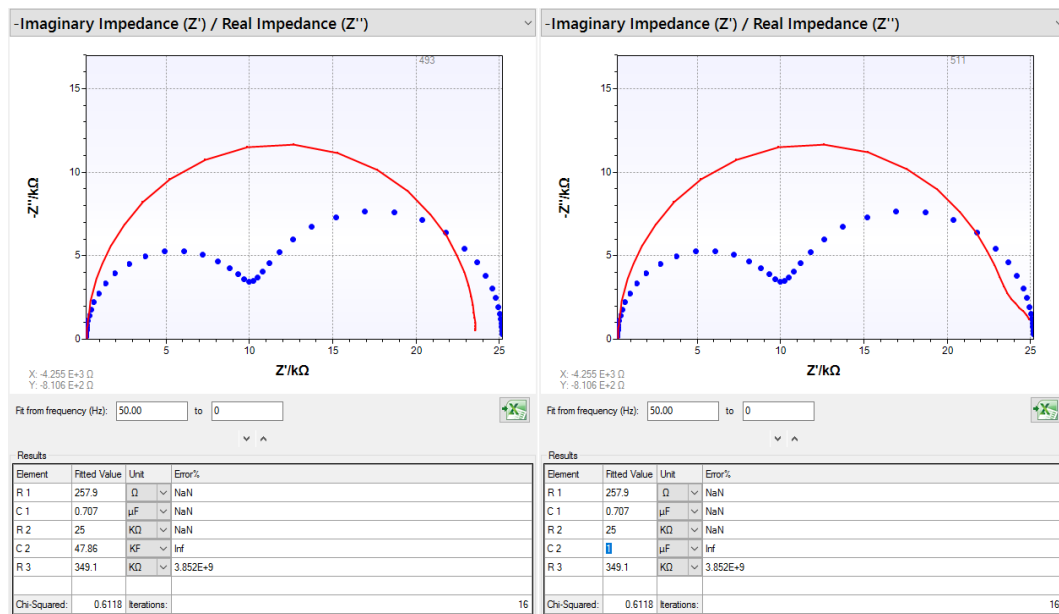 -Imaginary Impedance (Z') / Real Impedance (Z'')
493
15
10
5
0
-Z''/kΩ
5 10 15 20 25
Z'/kΩ
X: -4.255 E+3 Ω
Y: -8.106 E+2 Ω
Fit from frequency (Hz): 50.00 to 0
Results
Element Fitted Value Unit Error%
R 1 257.9 Ω NaN
C 1 0.707 µF NaN
R 2 25 KΩ NaN
C 2 47.86 KF Inf
R 3 349.1 KΩ 3.852E+9
Chi-Squared: 0.6118 Iterations: 16
-Imaginary Impedance (Z') / Real Impedance (Z'')
511
15
10
5
0
-Z''/kΩ
5 10 15 20 25
Z'/kΩ
X: -4.255 E+3 Ω
Y: -8.106 E+2 Ω
Fit from frequency (Hz): 50.00 to 0
Results
Element Fitted Value Unit Error%
R 1 257.9 Ω NaN
C 1 0.707 µF NaN
R 2 25 KΩ NaN
C 2 1 µF Inf
R 3 349.1 KΩ 3.852E+9
Chi-Squared: 0.6118 Iterations: 16